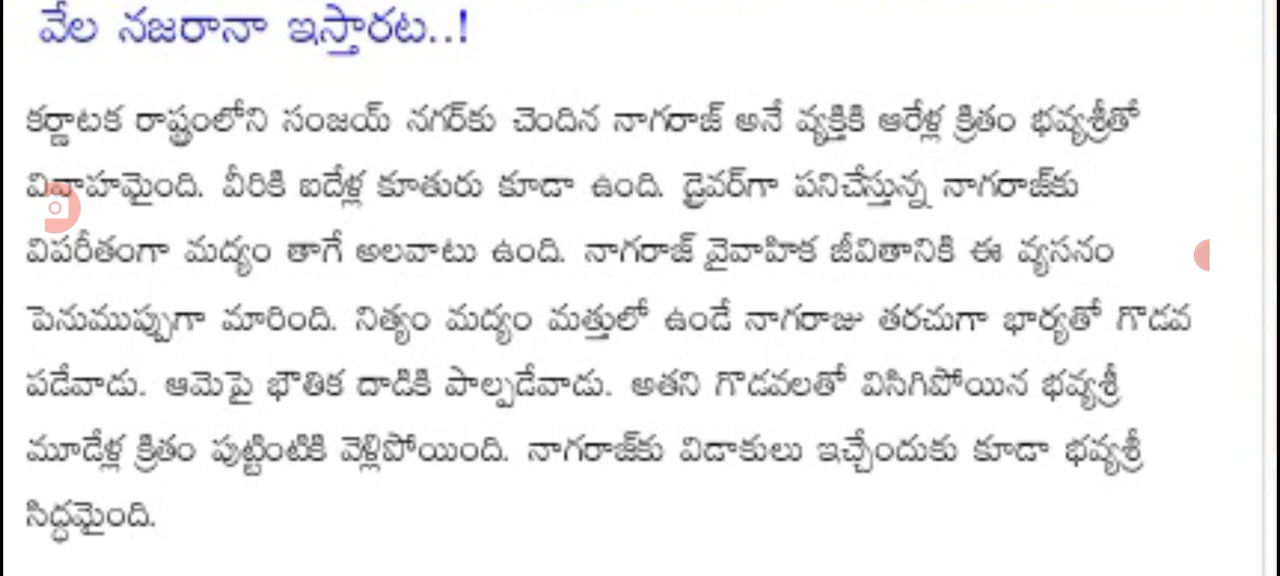 వేల నజరానా ఇస్తారట..!
కర్ణాటక రాష్ట్రంలోని సంజయ్ నగర్‌కు చెందిన నాగరాజ్ అనే వ్యక్తికి ఆరేళ్ల క్రితం భవ్యశ్రీతో
వివాహమైంది. వీరికి ఐదేళ్ల కూతురు కూడా ఉంది. డ్రైవర్‌గా పనిచేస్తున్న నాగరాజ్‌కు
విపరీతంగా మద్యం తాగే అలవాటు ఉంది. నాగరాజ్ వైవాహిక జీవితానికి ఈ వ్యసనం
పెనుముప్పుగా మారింది. నిత్యం మద్యం మత్తులో ఉండే నాగరాజు తరచుగా భార్యతో గొడవ
పడేవాడు. ఆమెపై భౌతిక దాడికి పాల్పడేవాడు. అతని గొడవలతో విసిగిపోయిన భవ్యశ్రీ
మూడేళ్ల క్రితం పుట్టింటికి వెళ్లిపోయింది. నాగరాజ్‌కు విడాకులు ఇచ్చేందుకు కూడా భవ్యశ్రీ
సిద్ధమైంది.